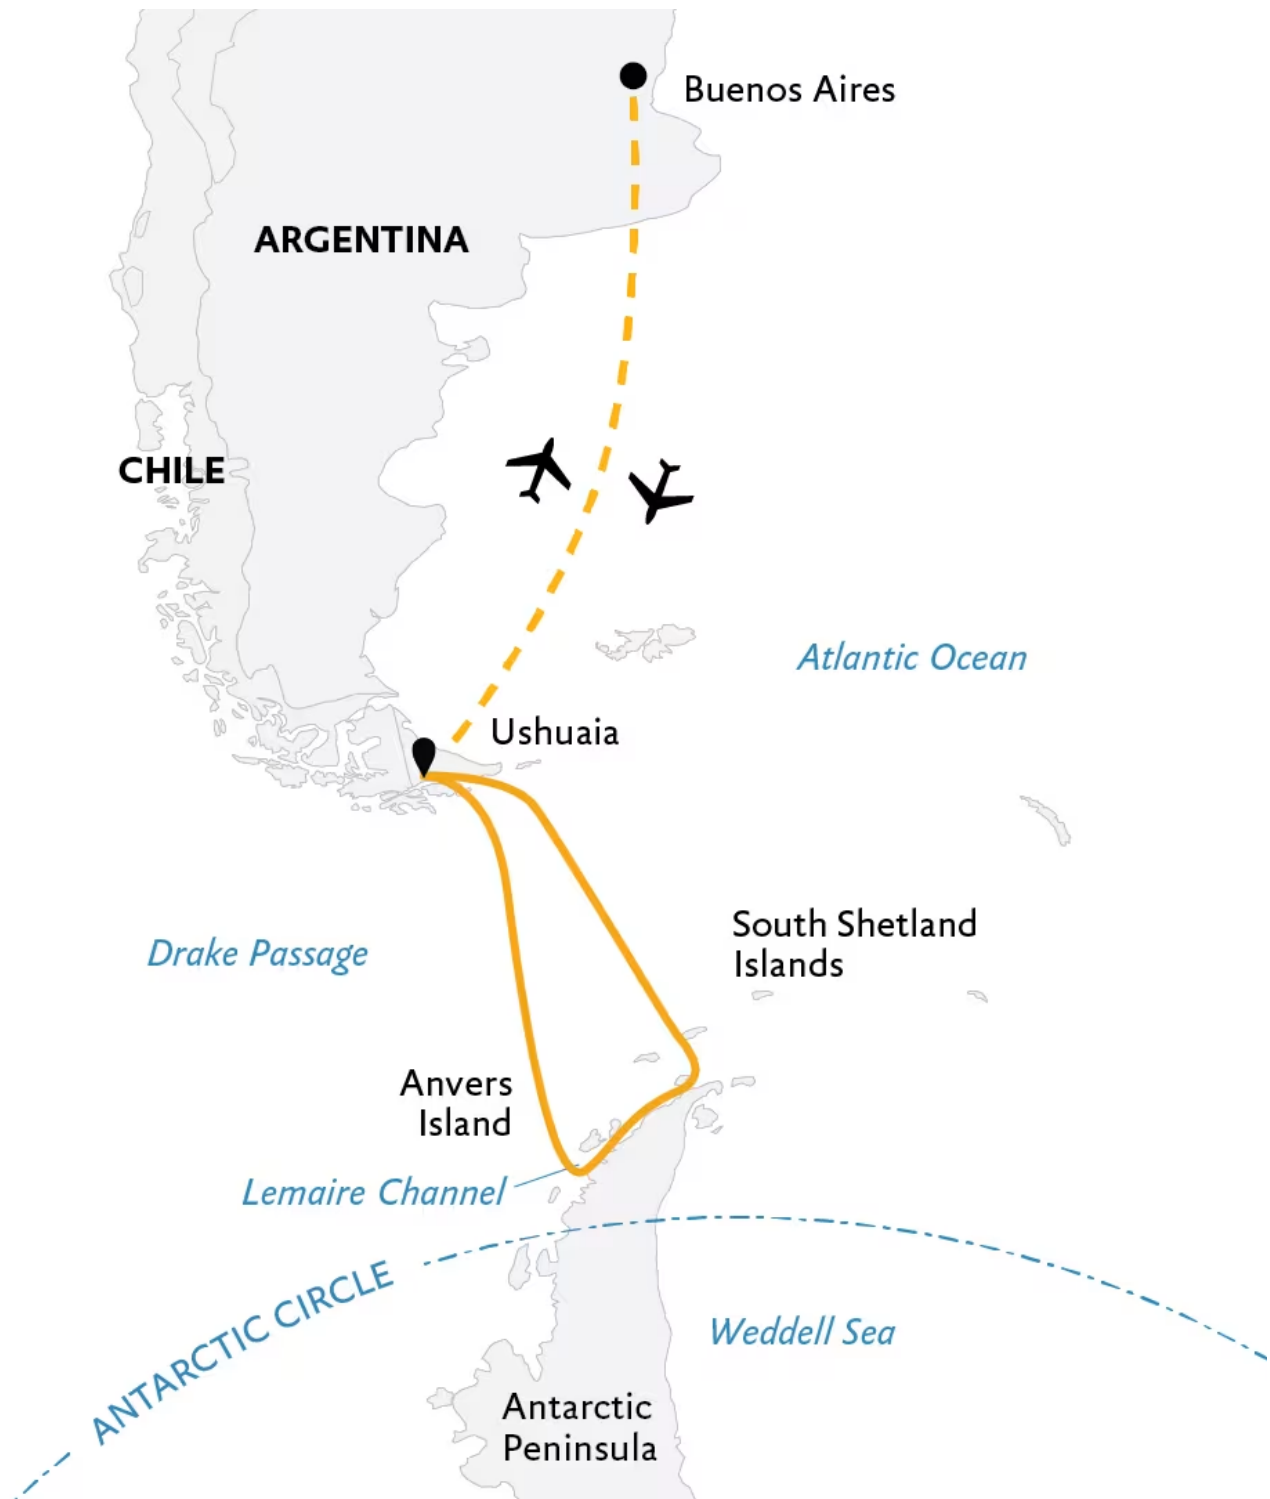 Buenos Aires
ARGENTINA
CHILE
Atlantic Ocean
Ushuaia
South Shetland
Islands
Drake Passage
Anvers
Island
Lemaire Channel
ANTARCTIC CIRCLE
Weddell Sea
Antarctic
Peninsula